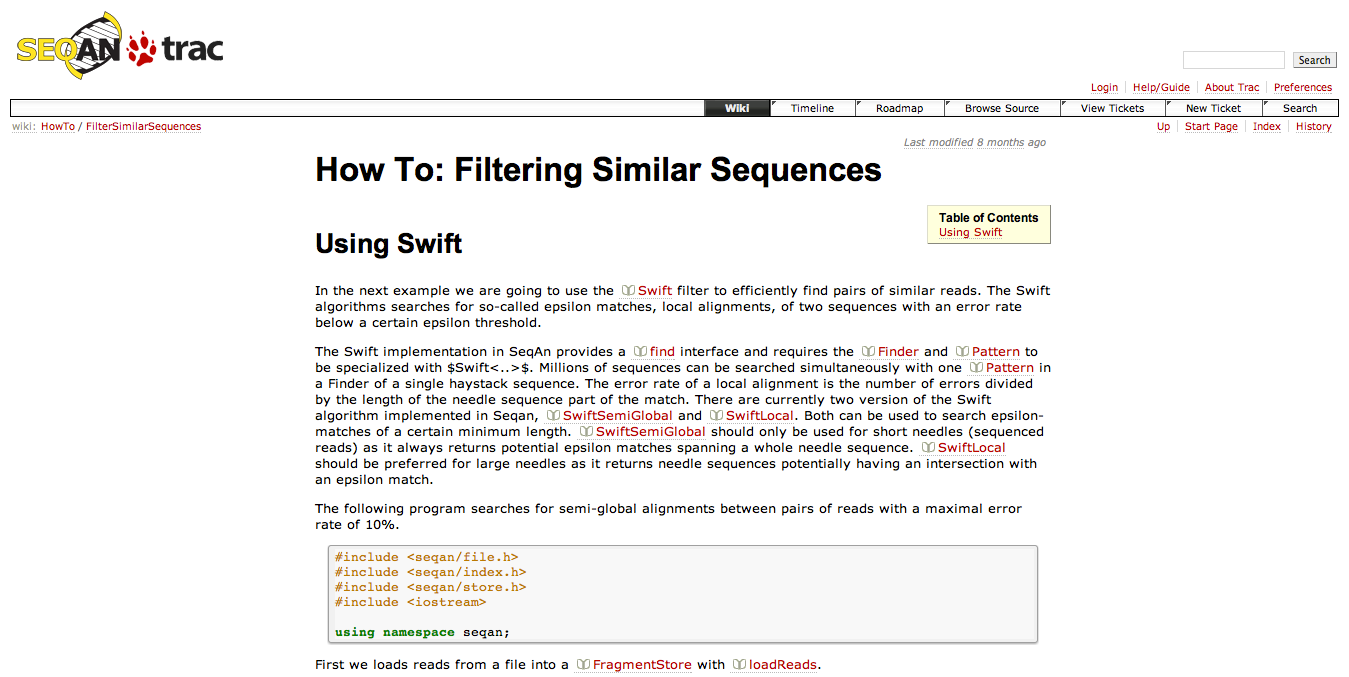 SEQAN trac
Search
Login Help/Guide About Trac Preferences
Wiki Timeline Roadmap Browse Source View Tickets New Ticket Search
wiki: HowTo / FilterSimilarSequences
Up Start Page Index History
Last modified 8 months ago
How To: Filtering Similar Sequences
Table of Contents
Using Swift
Using Swift
In the next example we are going to use the Swift filter to efficiently find pairs of similar reads. The Swift
algorithms searches for so-called epsilon matches, local alignments, of two sequences with an error rate
below a certain epsilon threshold.
The Swift implementation in SeqAn provides a find interface and requires the Finder and Pattern to
be specialized with $Swift<..>$. Millions of sequences can be searched simultaneously with one Pattern in
a Finder of a single haystack sequence. The error rate of a local alignment is the number of errors divided
by the length of the needle sequence part of the match. There are currently two version of the Swift
algorithm implemented in Seqan, SwiftSemiGlobal and SwiftLocal. Both can be used to search epsilon-
matches of a certain minimum length. SwiftSemiGlobal should only be used for short needles (sequenced
reads) as it always returns potential epsilon matches spanning a whole needle sequence. SwiftLocal
should be preferred for large needles as it returns needle sequences potentially having an intersection with
an epsilon match.
The following program searches for semi-global alignments between pairs of reads with a maximal error
rate of 10%.
#include <seqan/file.h>
#include <seqan/index.h>
#include <seqan/store.h>
#include <iostream>
using namespace seqan;
First we loads reads from a file into a FragmentStore with loadReads.